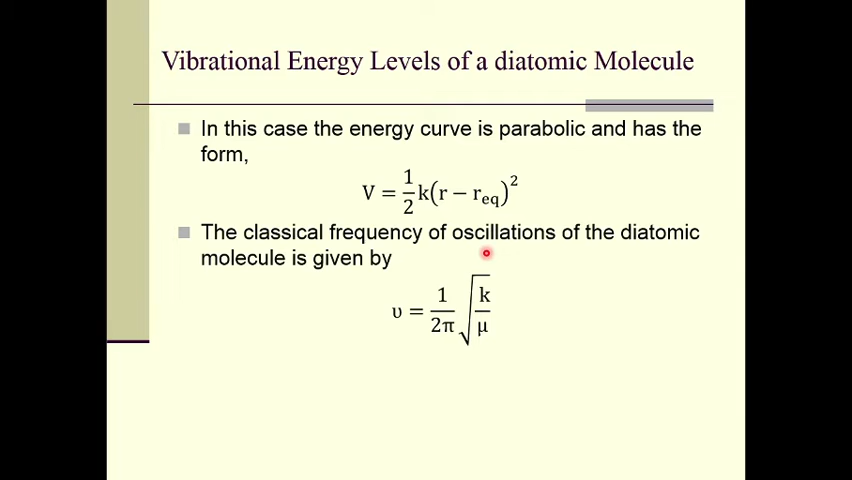 Vibrational Energy Levels of a diatomic Molecule
In this case the energy curve is parabolic and has the
form,
V = 1/2 k(r − r_eq)^2
The classical frequency of oscillations of the diatomic
molecule is given by
υ = 1/2π √(k/μ)